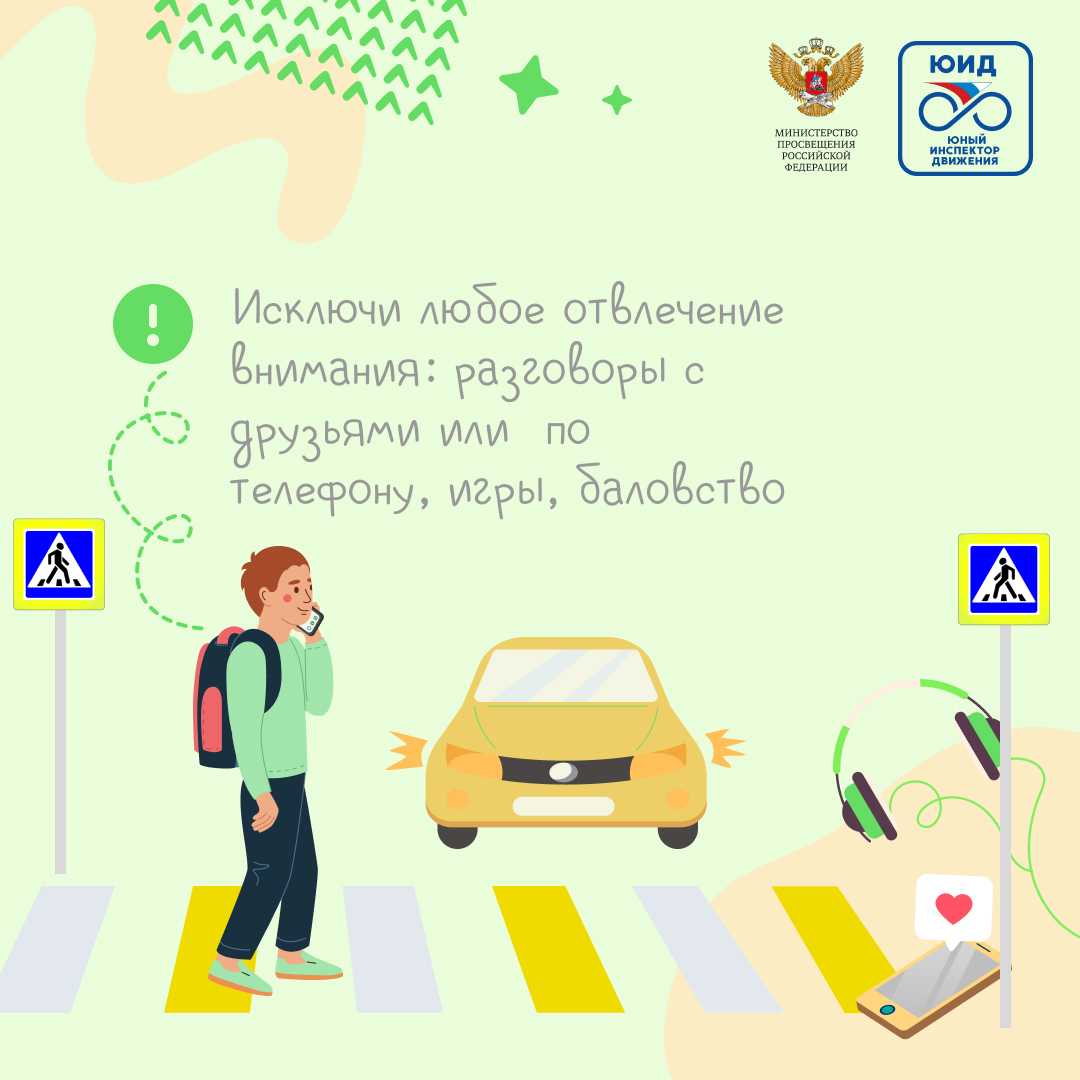 МИНИСТЕРСТВО
ПРОСВЕЩЕНИЯ
РОССИЙСКОЙ
ФЕДЕРАЦИИ
ЮИД
ЮНЫЙ
ИНСПЕКТОР
ДВИЖЕНИЯ
!
Исключи любое отвлечение
внимания: разговоры с
друзьями или по
телефону, игры, баловство